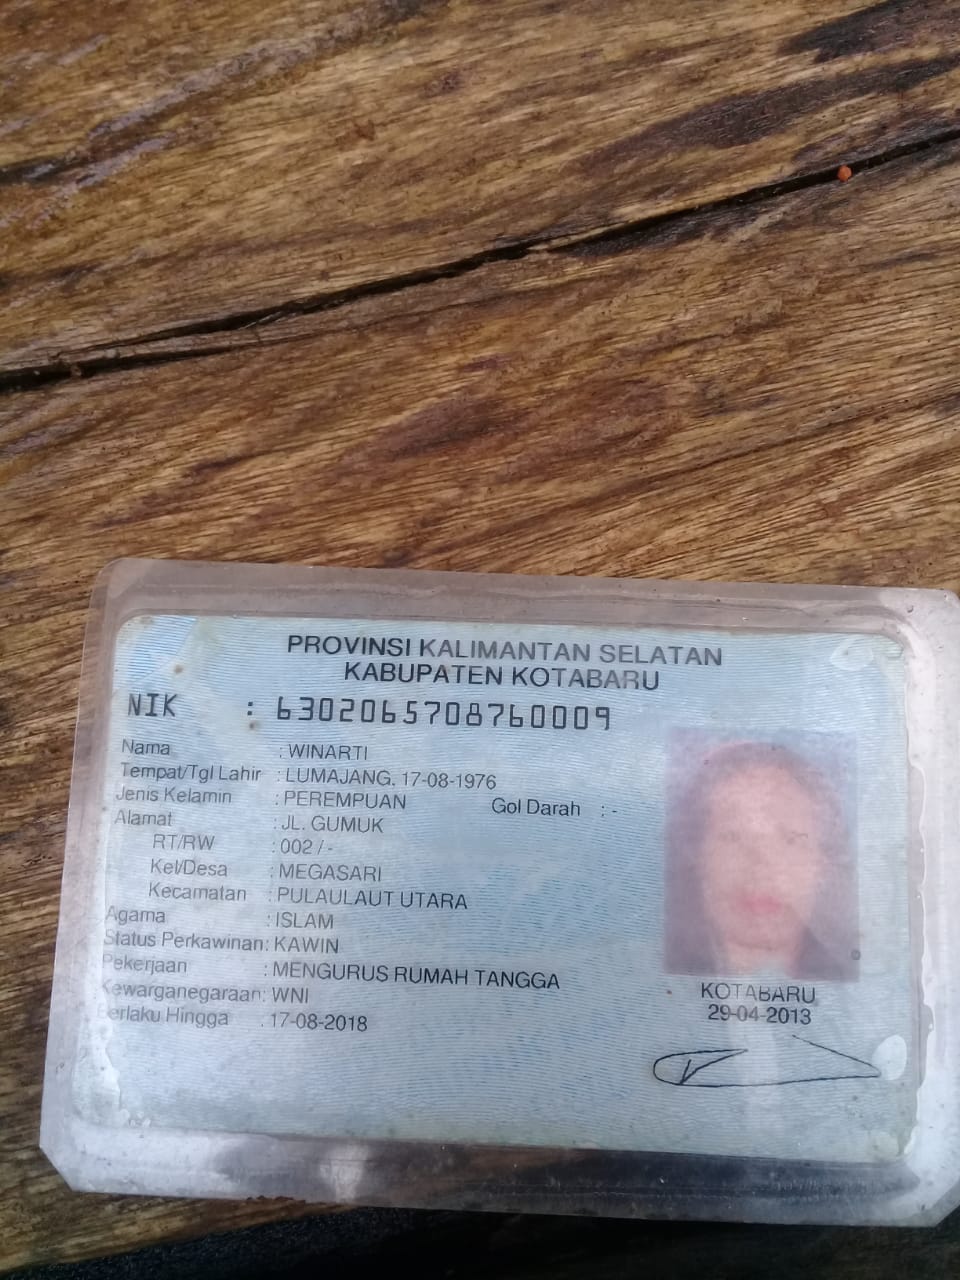 PROVINSI KALIMANTAN SELATAN
KABUPATEN KOTABARU
NIK : 6302065708760009
Nama : WINARTI
Tempat/Tgl Lahir : LUMAJANG, 17-08-1976
Jenis Kelamin : PEREMPUAN Gol Darah : -
Alamat : JL. GUMUK
RT/RW : 002 / -
Kel/Desa : MEGASARI
Kecamatan : PULAULAUT UTARA
Agama : ISLAM
Status Perkawinan: KAWIN
Pekerjaan : MENGURUS RUMAH TANGGA
Kewarganegaraan: WNI
Berlaku Hingga : 17-08-2018
KOTABARU
29-04-2013